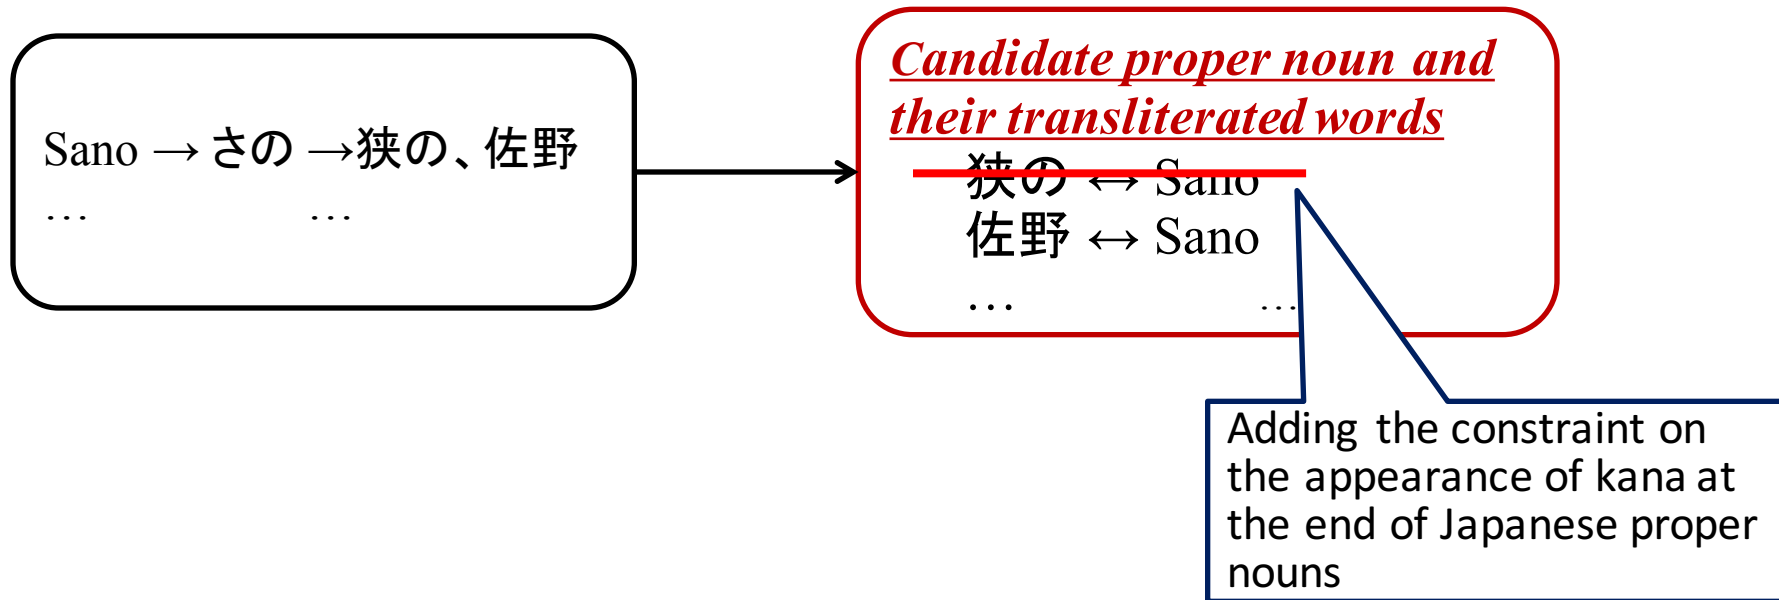 Sano → さの →狭の、佐野
… …
Candidate proper noun and
their transliterated words
狭の ↔ Sano
佐野 ↔ Sano
… …
Adding the constraint on
the appearance of kana at
the end of Japanese proper
nouns